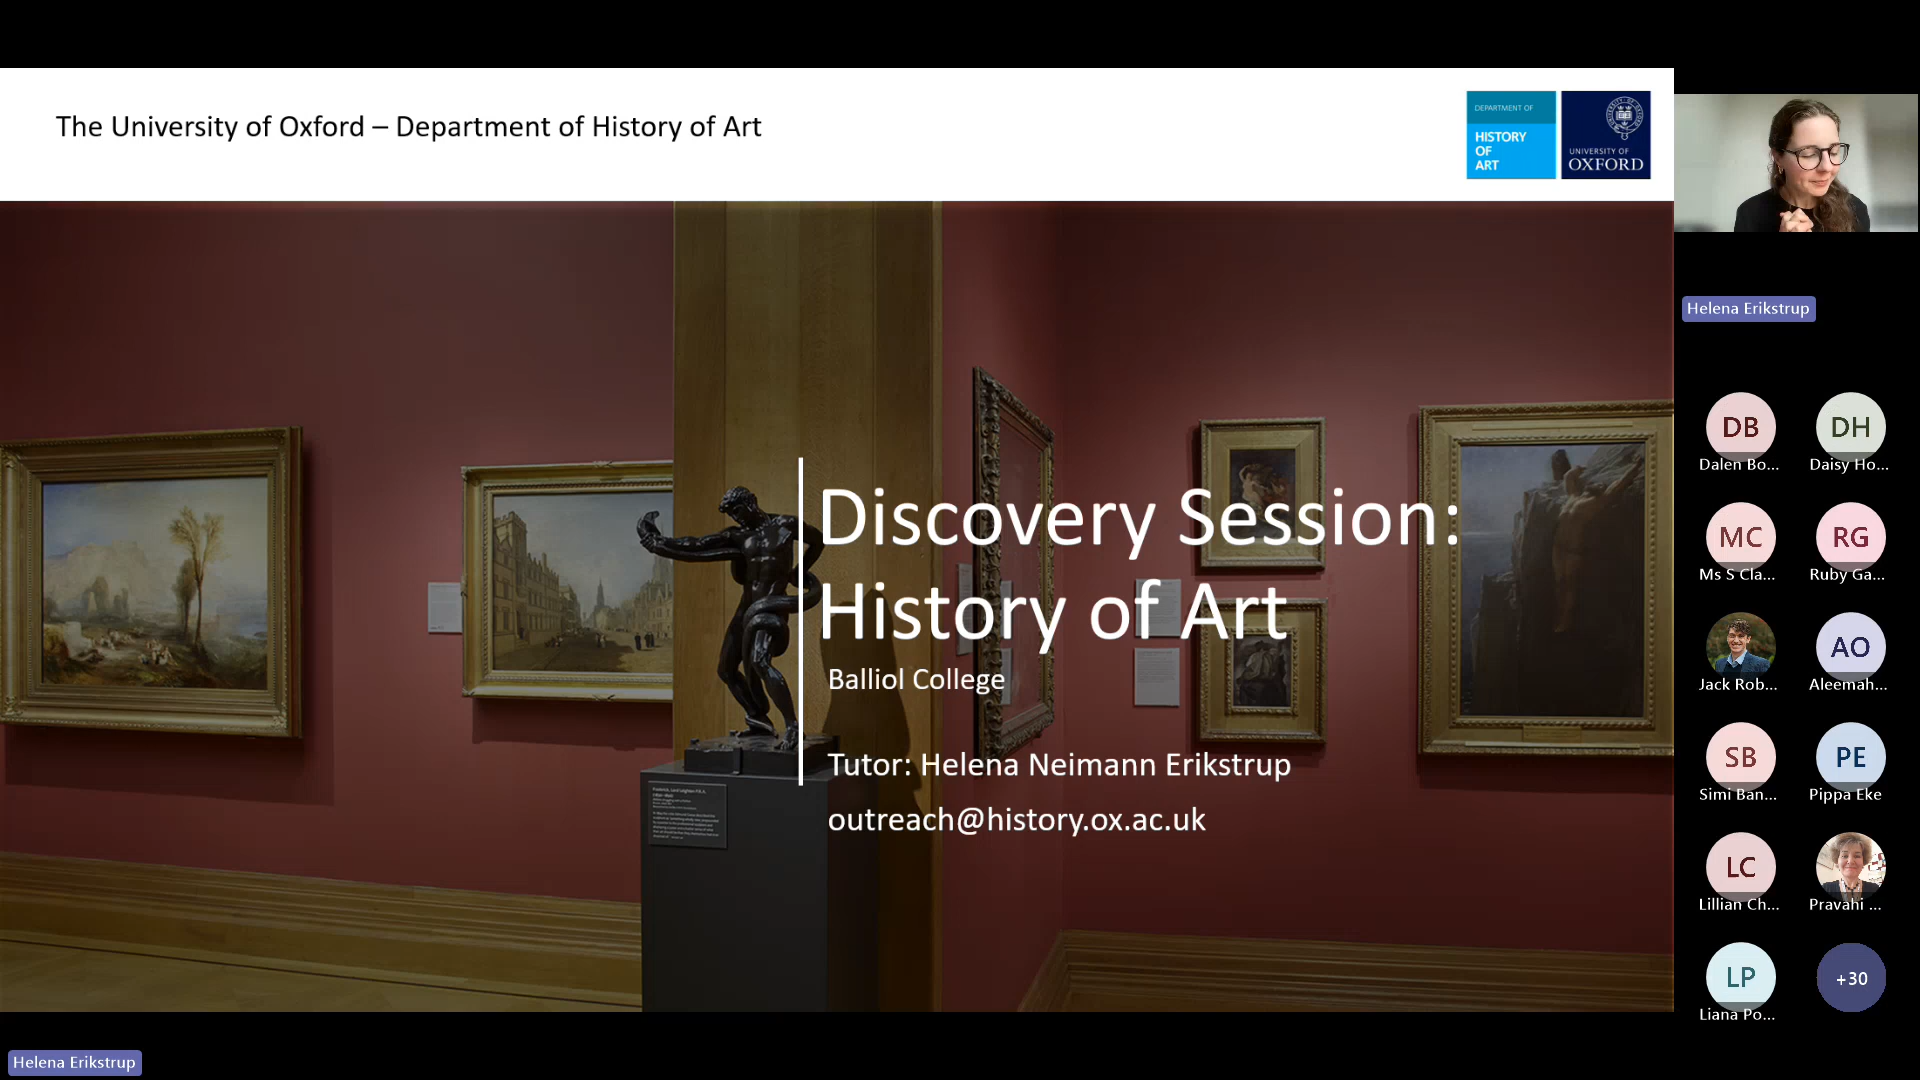 The University of Oxford – Department of History of Art
DEPARTMENT OF
HISTORY
OF
ART
UNIVERSITY OF
OXFORD
Discovery Session:
History of Art
Balliol College
Tutor: Helena Neimann Erikstrup
outreach@history.ox.ac.uk
Helena Erikstrup
DB
Dalen Bo...
DH
Daisy Ho...
MC
Ms S Cla...
RG
Ruby Ga...
Jack Rob...
AO
Aleemah...
SB
Simi Ban...
PE
Pippa Eke
LC
Lillian Ch...
Pravahi ...
LP
Liana Po...
+30
Helena Erikstrup